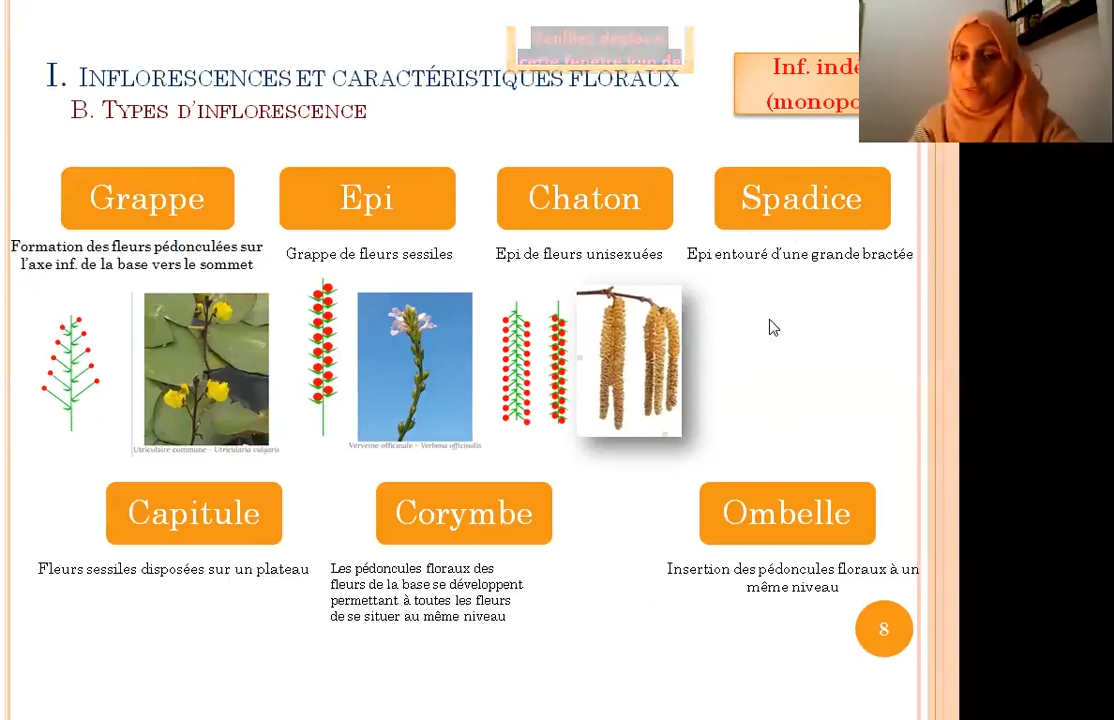 I. INFLORESCENCES ET CARACTÉRISTIQUES FLORAUX
B. TYPES D'INFLORESCENCE
Inf.
Grappe
Epi
Chaton
Spadice
Formation des fleurs pédonculées sur
l'axe inf. de la base vers le sommet
Grappe de fleurs sessiles
Epi de fleurs unisexuées
Epi entouré d'une grande bractée
Utriculaire commune – Utricularia vulgaris
Verveine officinale – Verbena officinalis
Capitule
Corymbe
Ombelle
Fleurs sessiles disposées sur un plateau
Les pédoncules floraux des
fleurs de la base se développent
permettant à toutes les fleurs
de se situer au même niveau
Insertion des pédoncules floraux à un
même niveau
8